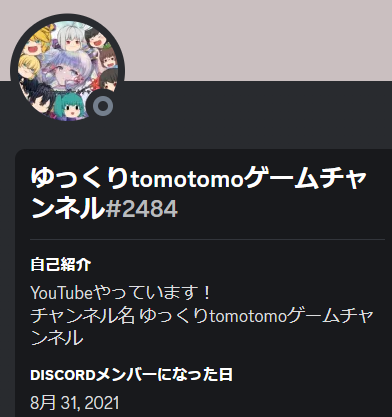 ゆっくりtomotomoゲームチャ
ンネル#2484
自己紹介
YouTubeやっています！
チャンネル名 ゆっくりtomotomoゲームチャ
ンネル
DISCORDメンバーになった日
8月 31, 2021